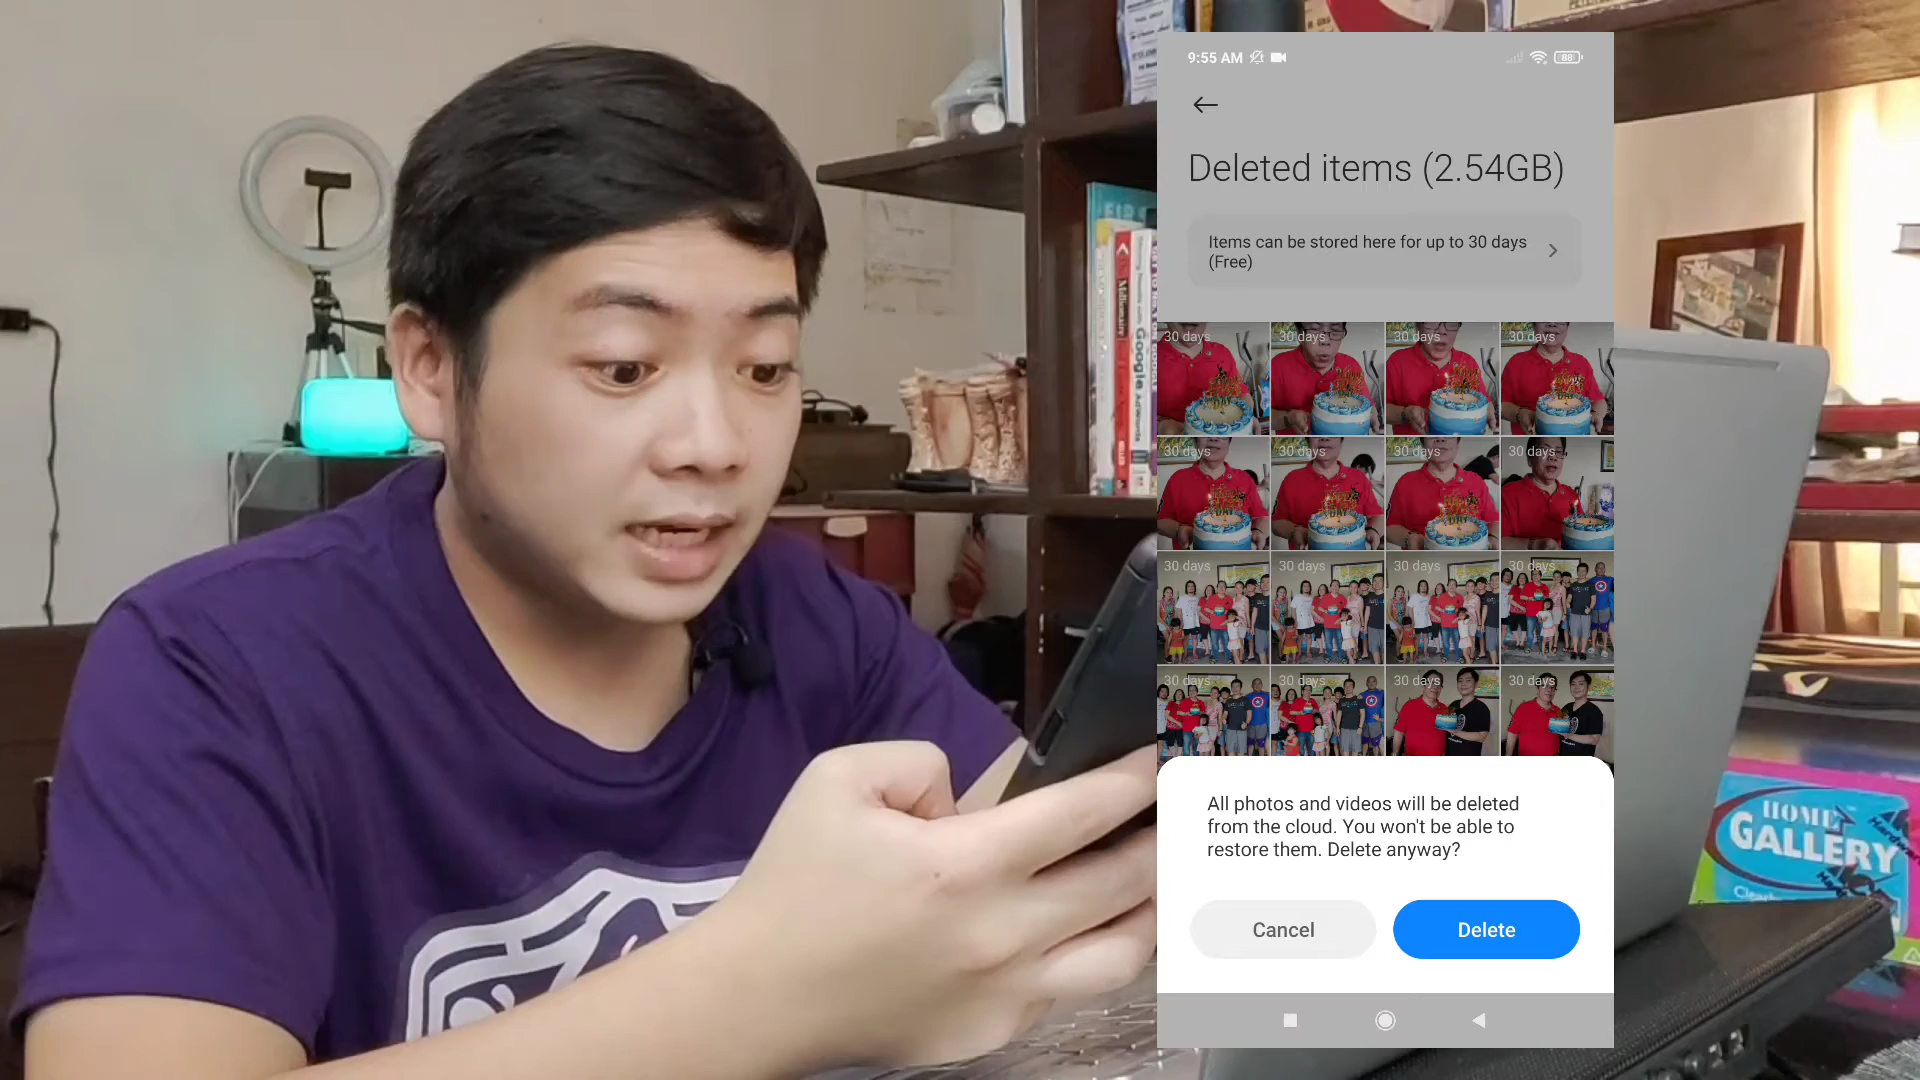 9:55 AM
88
Deleted items (2.54GB)
Items can be stored here for up to 30 days
(Free)
30 days 30 days 30 days 30 days
30 days 30 days 30 days 30 days
30 days 30 days 30 days 30 days
30 days 30 days 30 days 30 days
All photos and videos will be deleted
from the cloud. You won't be able to
restore them. Delete anyway?
Cancel
Delete
Millionaire
Google AdWords
HOME
GALLERY